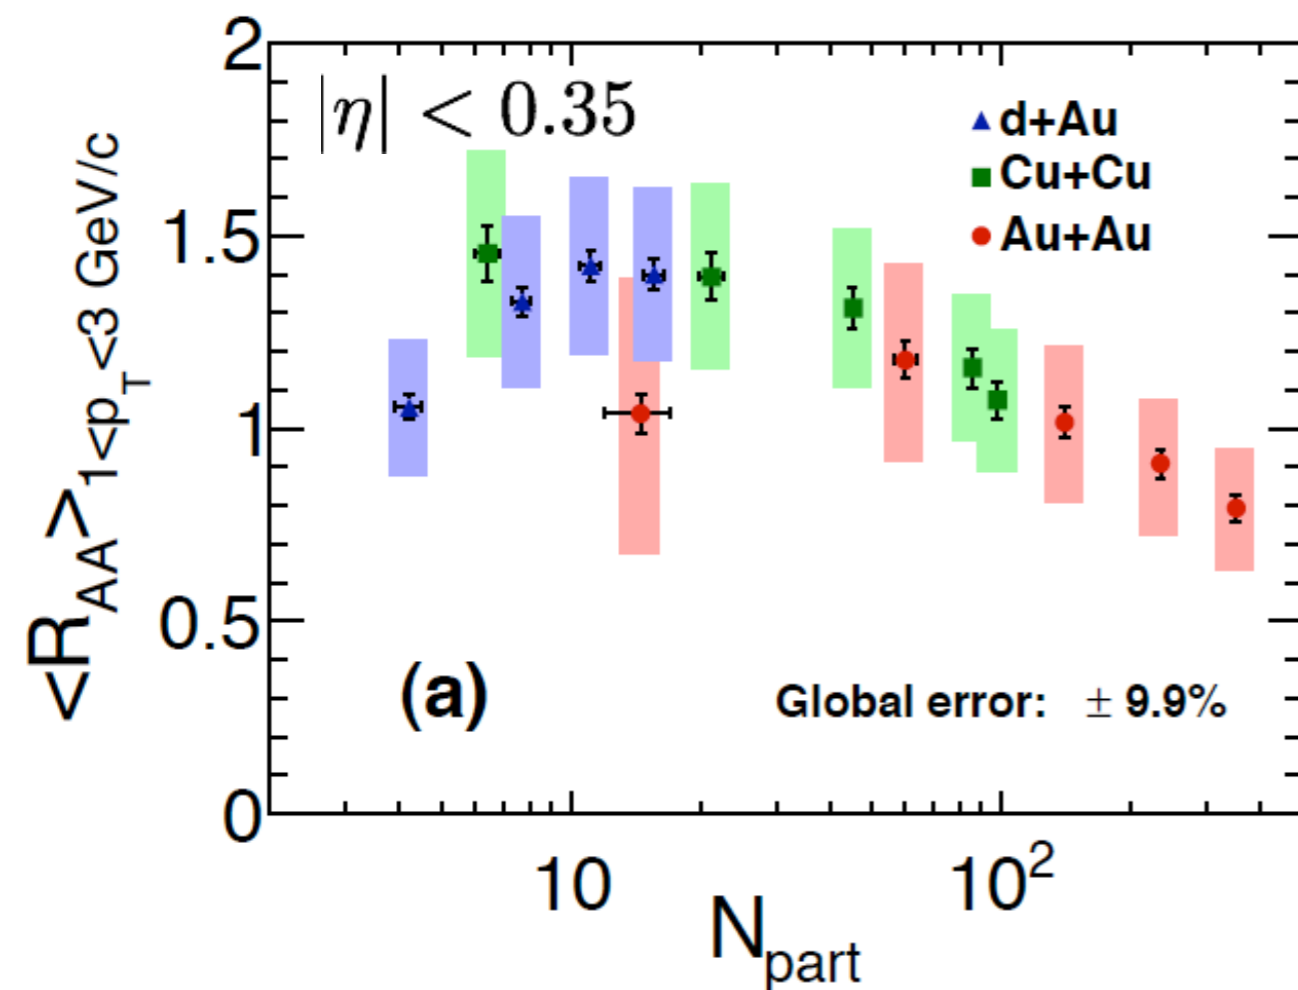 2
|η| < 0.35
d+Au
Cu+Cu
Au+Au
1.5
1
0.5
0
<R_AA>_1<p_T<3 GeV/c
(a)
Global error: ± 9.9%
10
10²
N_part